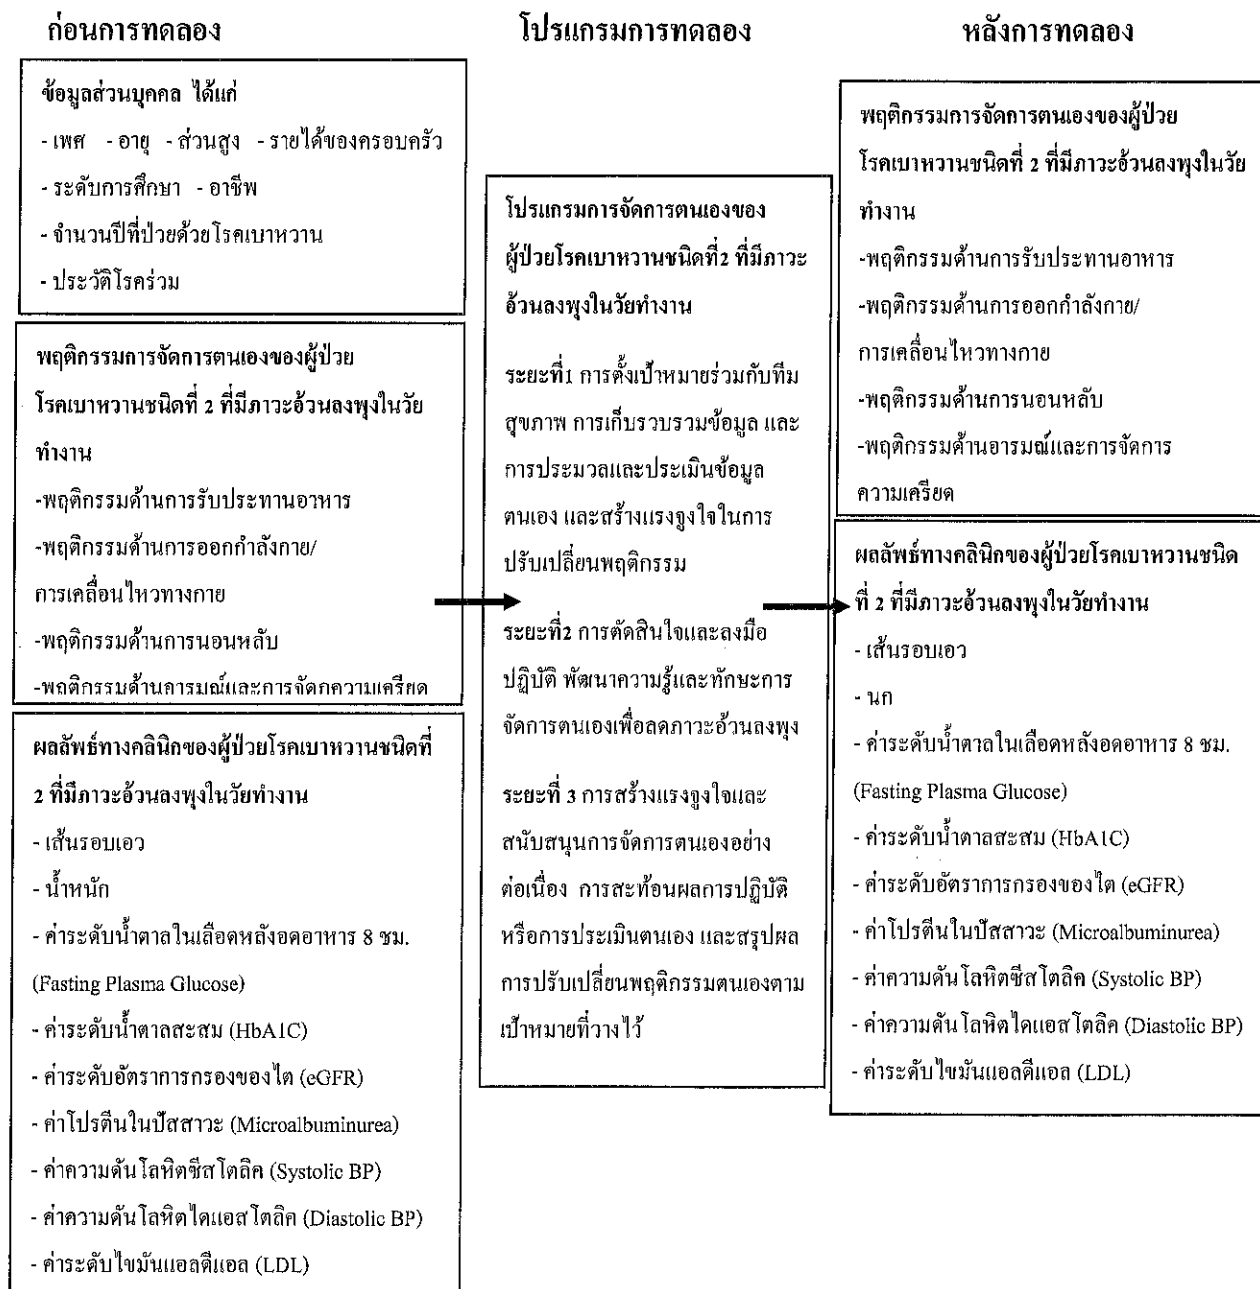 ก่อนการทดลอง
ข้อมูลส่วนบุคคล ได้แก่
- เพศ - อายุ - ส่วนสูง - รายได้ของครอบครัว
- ระดับการศึกษา - อาชีพ
- จำนวนปีที่ป่วยด้วยโรคเบาหวาน
- ประวัติโรคร่วม
พฤติกรรมการจัดการตนเองของผู้ป่วย
โรคเบาหวานชนิดที่ 2 ที่มีภาวะอ้วนลงพุงในวัย
ทำงาน
-พฤติกรรมด้านการรับประทานอาหาร
-พฤติกรรมด้านการออกกำลังกาย/
การเคลื่อนไหวทางกาย
-พฤติกรรมด้านการนอนหลับ
-พฤติกรรมด้านอารมณ์และการจัดกความเครียด
ผลลัพธ์ทางคลินิกของผู้ป่วยโรคเบาหวานชนิดที่
2 ที่มีภาวะอ้วนลงพุงในวัยทำงาน
- เส้นรอบเอว
- น้ำหนัก
- ค่าระดับน้ำตาลในเลือดหลังอดอาหาร 8 ชม.
(Fasting Plasma Glucose)
- ค่าระดับน้ำตาลสะสม (HbA1C)
- ค่าระดับอัตราการกรองของไต (eGFR)
- ค่าโปรตีนในปัสสาวะ (Microalbuminurea)
- ค่าความดันโลหิตซีสโตลิค (Systolic BP)
- ค่าความดันโลหิตไดแอสโตลิค (Diastolic BP)
- ค่าระดับไขมันแอลดีแอล (LDL)
โปรแกรมการทดลอง
โปรแกรมการจัดการตนเองของ
ผู้ป่วยโรคเบาหวานชนิดที่2 ที่มีภาวะ
อ้วนลงพุงในวัยทำงาน
ระยะที่1 การตั้งเป้าหมายร่วมกับทีม
สุขภาพ การเก็บรวบรวมข้อมูล และ
การประมวลและประเมินข้อมูล
ตนเอง และสร้างแรงจูงใจในการ
ปรับเปลี่ยนพฤติกรรม
ระยะที่2 การตัดสินใจและลงมือ
ปฏิบัติ พัฒนาความรู้และทักษะการ
จัดการตนเองเพื่อลดภาวะอ้วนลงพุง
ระยะที่ 3 การสร้างแรงจูงใจและ
สนับสนุนการจัดการตนเองอย่าง
ต่อเนื่อง การสะท้อนผลการปฏิบัติ
หรือการประเมินตนเอง และสรุปผล
การปรับเปลี่ยนพฤติกรรมตนเองตาม
เป้าหมายที่วางไว้
หลังการทดลอง
พฤติกรรมการจัดการตนเองของผู้ป่วย
โรคเบาหวานชนิดที่ 2 ที่มีภาวะอ้วนลงพุงในวัย
ทำงาน
-พฤติกรรมด้านการรับประทานอาหาร
-พฤติกรรมด้านการออกกำลังกาย/
การเคลื่อนไหวทางกาย
-พฤติกรรมด้านการนอนหลับ
-พฤติกรรมด้านอารมณ์และการจัดการ
ความเครียด
ผลลัพธ์ทางคลินิกของผู้ป่วยโรคเบาหวานชนิด
ที่ 2 ที่มีภาวะอ้วนลงพุงในวัยทำงาน
- เส้นรอบเอว
- นก
- ค่าระดับน้ำตาลในเลือดหลังอดอาหาร 8 ชม.
(Fasting Plasma Glucose)
- ค่าระดับน้ำตาลสะสม (HbA1C)
- ค่าระดับอัตราการกรองของไต (eGFR)
- ค่าโปรตีนในปัสสาวะ (Microalbuminurea)
- ค่าความดันโลหิตซีสโตลิค (Systolic BP)
- ค่าความดันโลหิตไดแอสโตลิค (Diastolic BP)
- ค่าระดับไขมันแอลดีแอล (LDL)